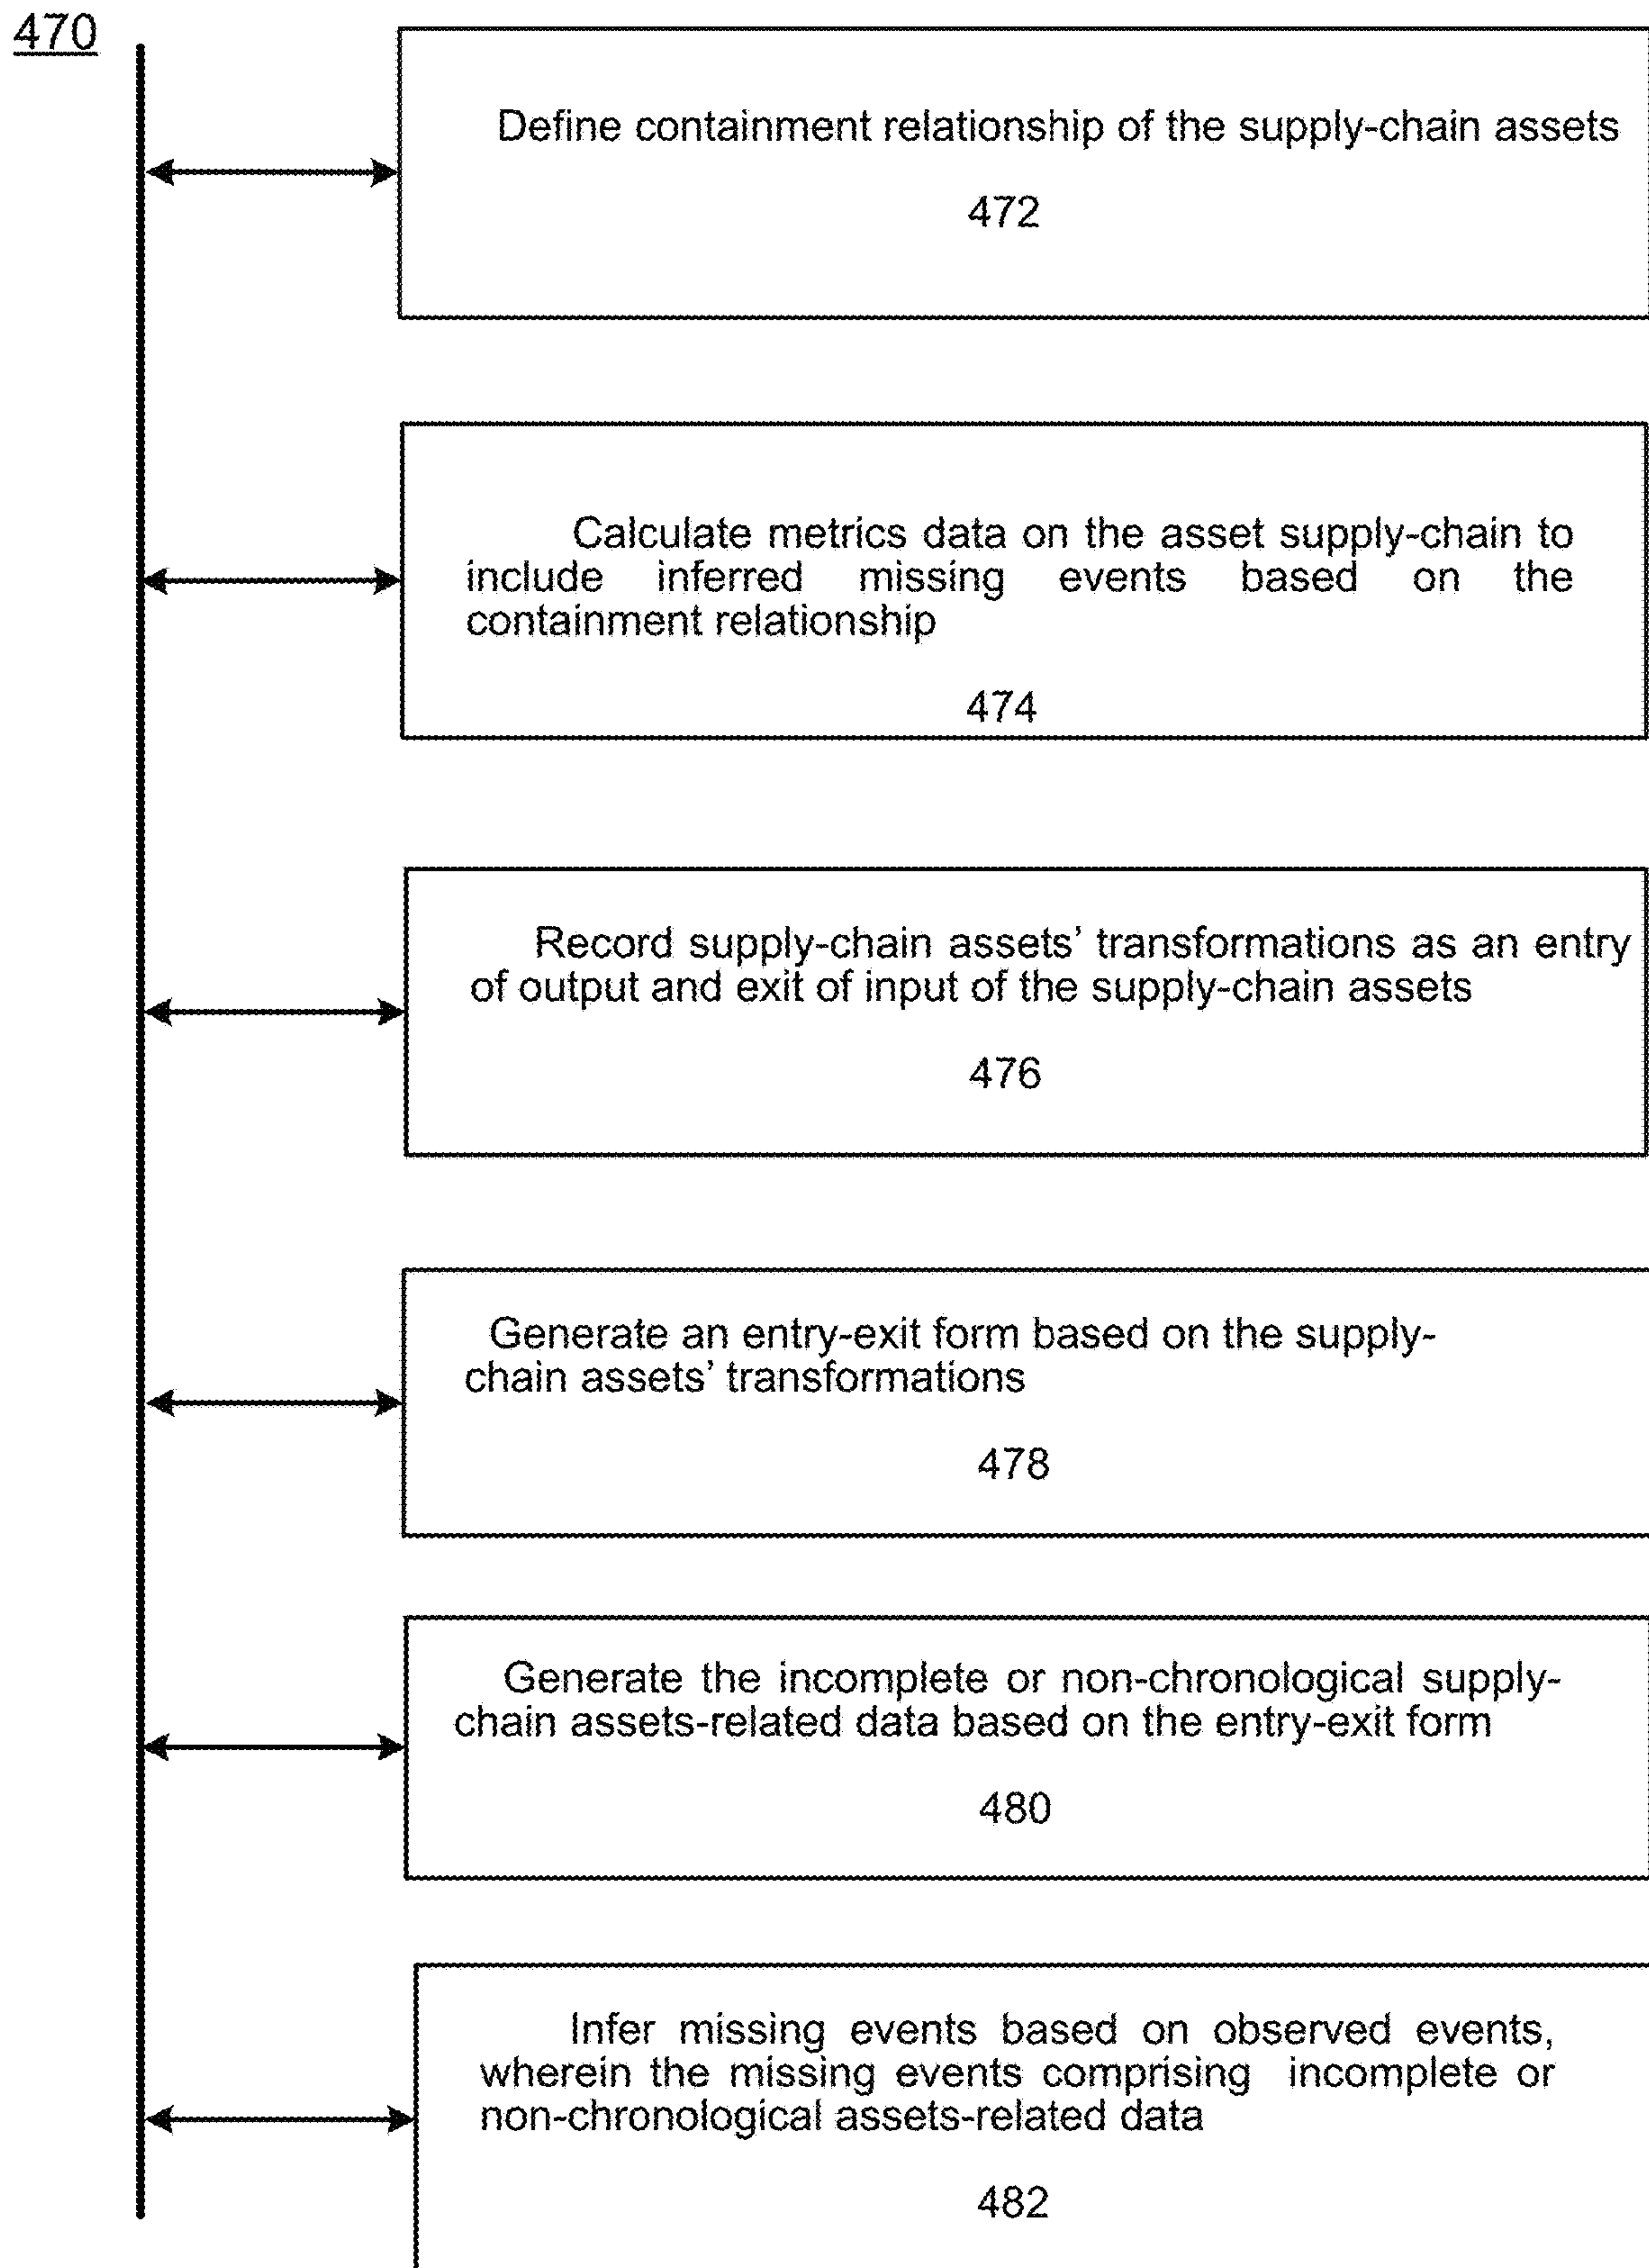 470
Define containment relationship of the supply-chain assets
472
Calculate metrics data on the asset supply-chain to
include inferred missing events based on the
containment relationship
474
Record supply-chain assets’ transformations as an entry
of output and exit of input of the supply-chain assets
476
Generate an entry-exit form based on the supply-
chain assets’ transformations
478
Generate the incomplete or non-chronological supply-
chain assets-related data based on the entry-exit form
480
Infer missing events based on observed events,
wherein the missing events comprising incomplete or
non-chronological assets-related data
482